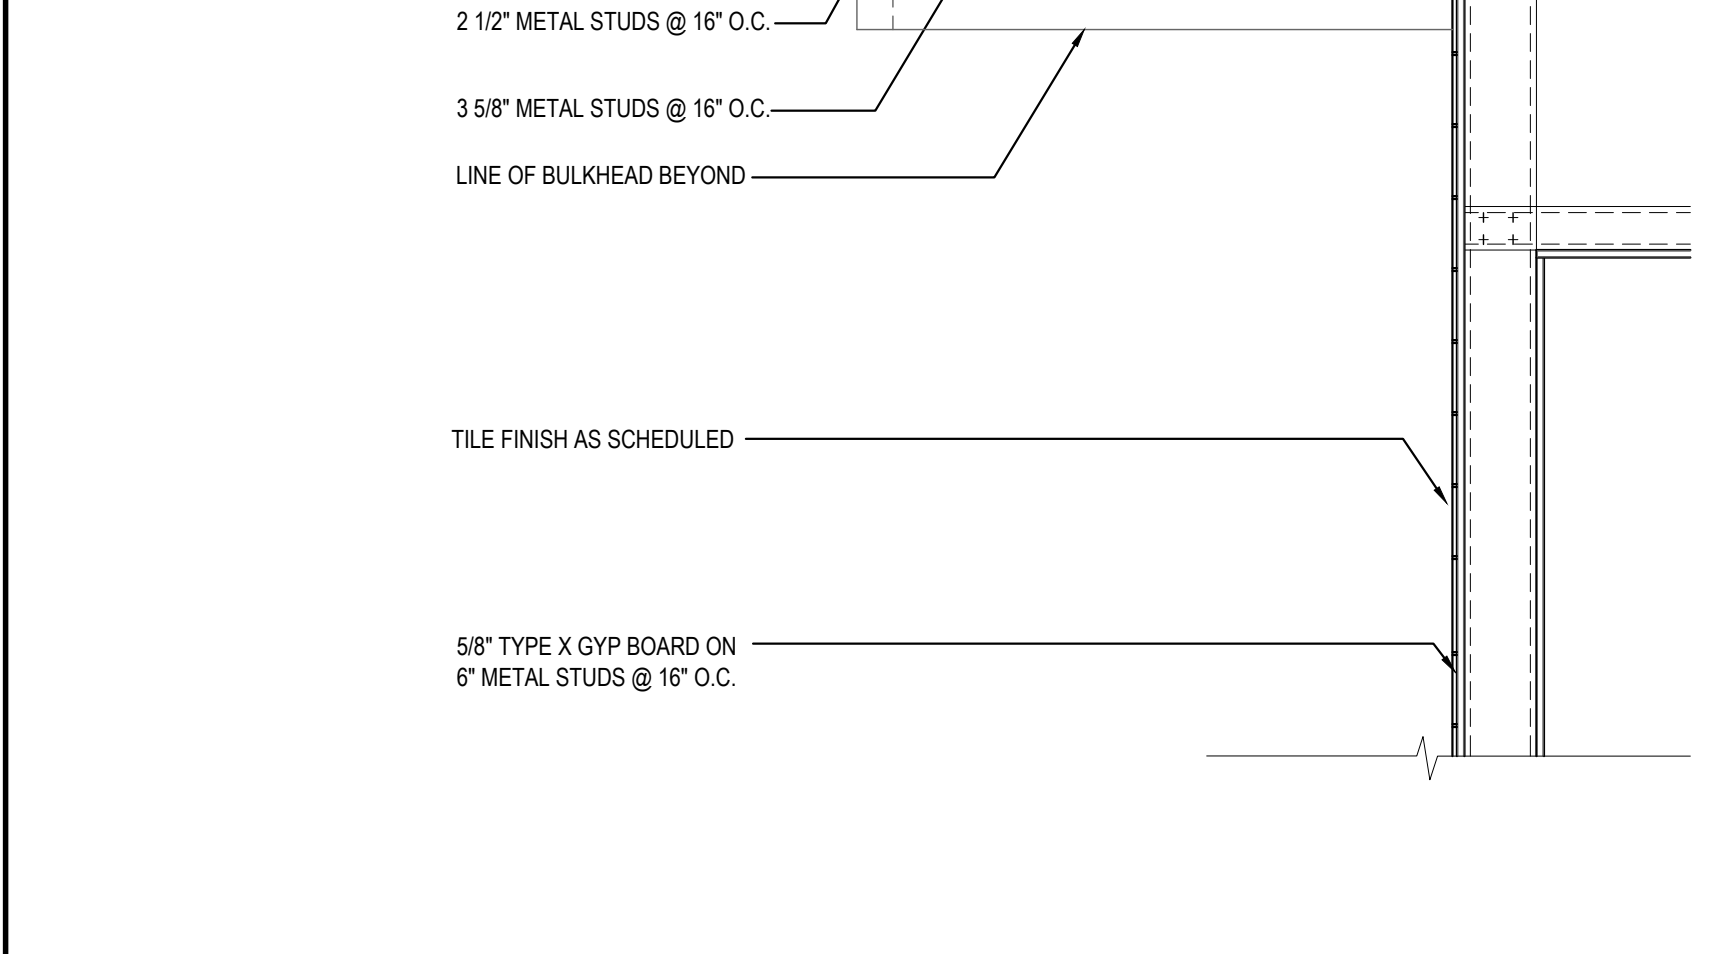 2 1/2" METAL STUDS @ 16" O.C.
3 5/8" METAL STUDS @ 16" O.C.
LINE OF BULKHEAD BEYOND
TILE FINISH AS SCHEDULED
5/8" TYPE X GYP BOARD ON
6" METAL STUDS @ 16" O.C.